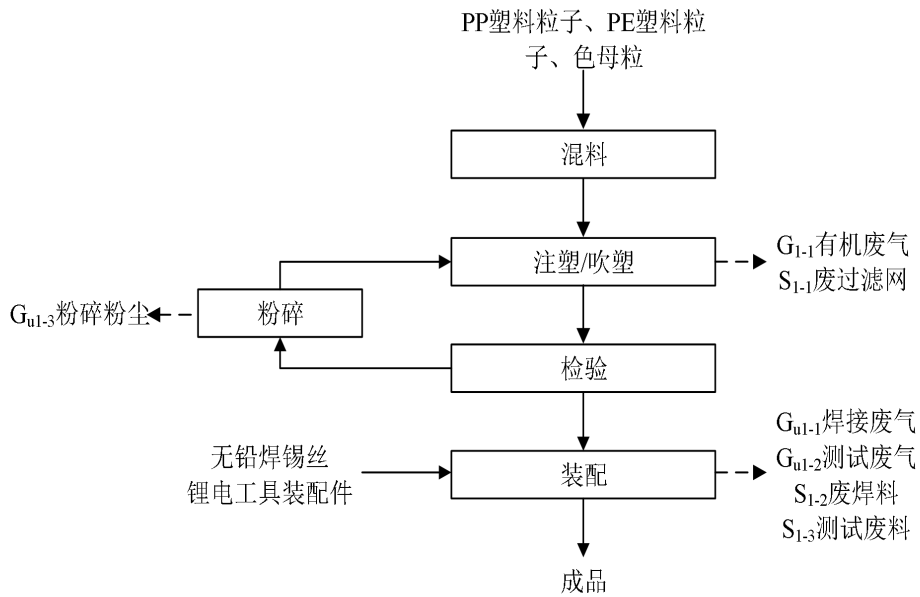 PP塑料粒子、PE塑料粒
子、色母粒
混料
注塑/吹塑
G1-1有机废气
S1-1废过滤网
Gu1-3粉碎粉尘
粉碎
检验
无铅焊锡丝
锂电工具装配件
装配
Gu1-1焊接废气
Gu1-2测试废气
S1-2废焊料
S1-3测试废料
成品